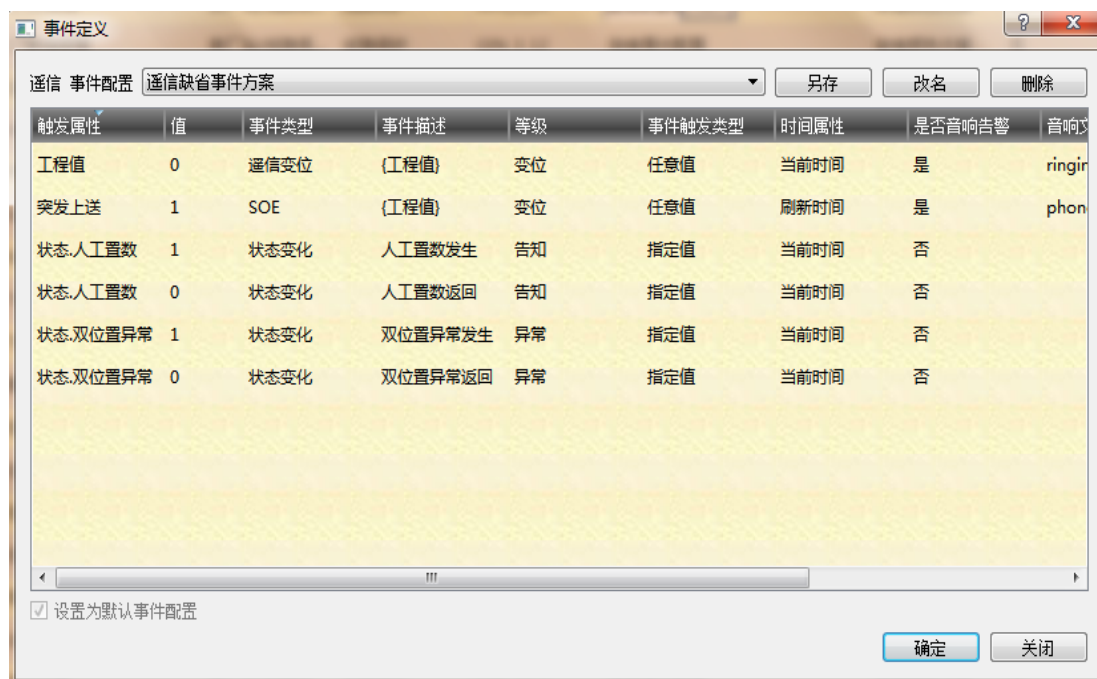 事件定义
遥信 事件配置 遥信缺省事件方案 另存 改名 删除
触发属性 值 事件类型 事件描述 等级 事件触发类型 时间属性 是否音响告警 音响文
工程值 0 遥信变位 {工程值} 变位 任意值 当前时间 是 ringin
突发上送 1 SOE {工程值} 变位 任意值 刷新时间 是 phon
状态.人工置数 1 状态变化 人工置数发生 告知 指定值 当前时间 否
状态.人工置数 0 状态变化 人工置数返回 告知 指定值 当前时间 否
状态.双位置异常 1 状态变化 双位置异常发生 异常 指定值 当前时间 否
状态.双位置异常 0 状态变化 双位置异常返回 异常 指定值 当前时间 否
设置为默认事件配置
确定 关闭